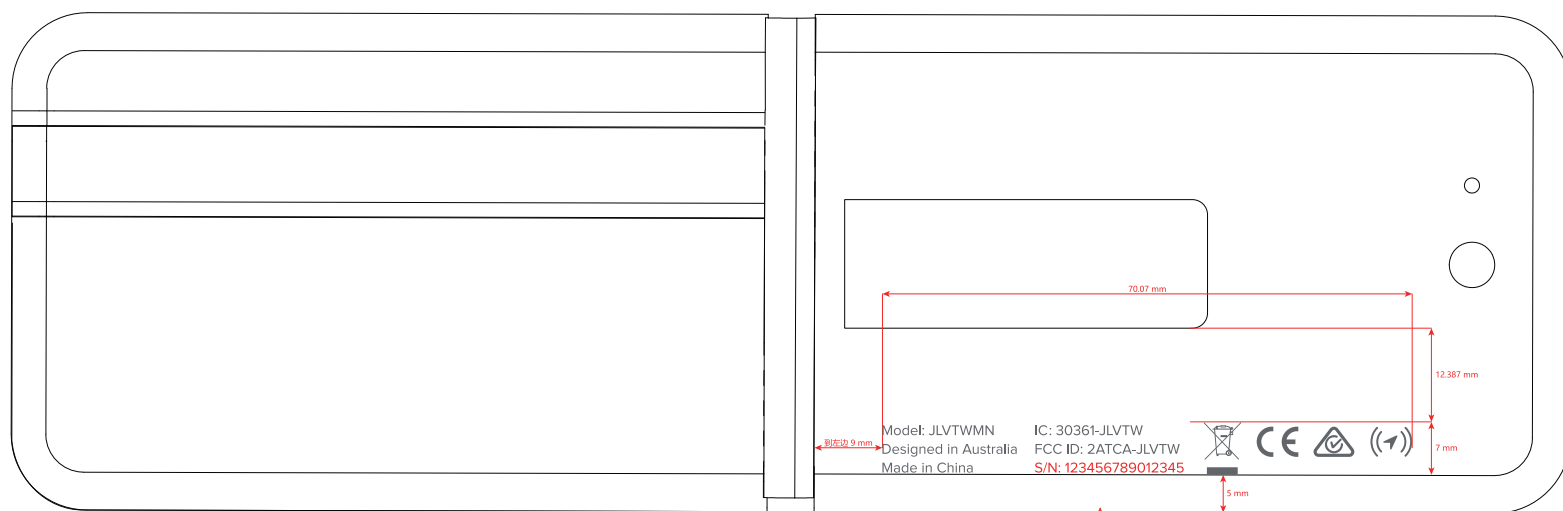 70.07 mm
12.387 mm
到左边 9 mm
Model: JLVTWMN IC: 30361-JLVTW
Designed in Australia FCC ID: 2ATCA-JLVTW
Made in China S/N: 123456789012345
CE
7 mm
5 mm